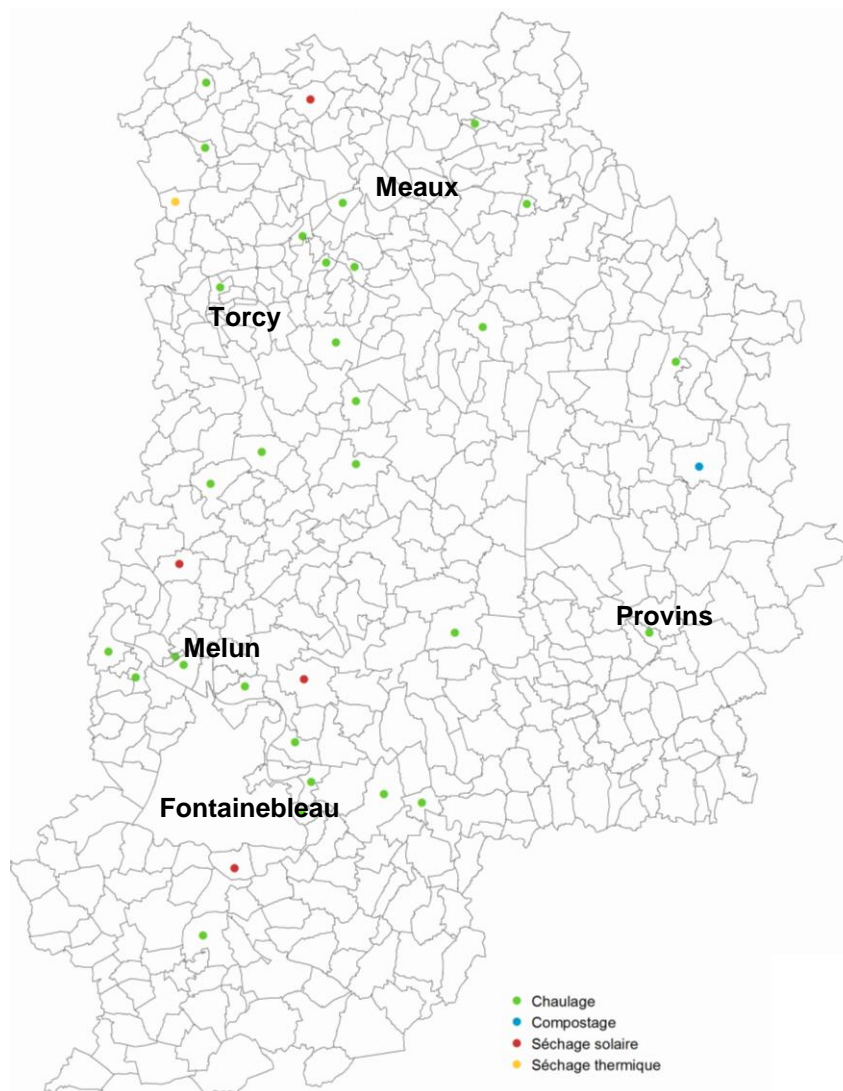 Meaux
Torcy
Provins
Melun
Fontainebleau
Chaulage
Compostage
Séchage solaire
Séchage thermique